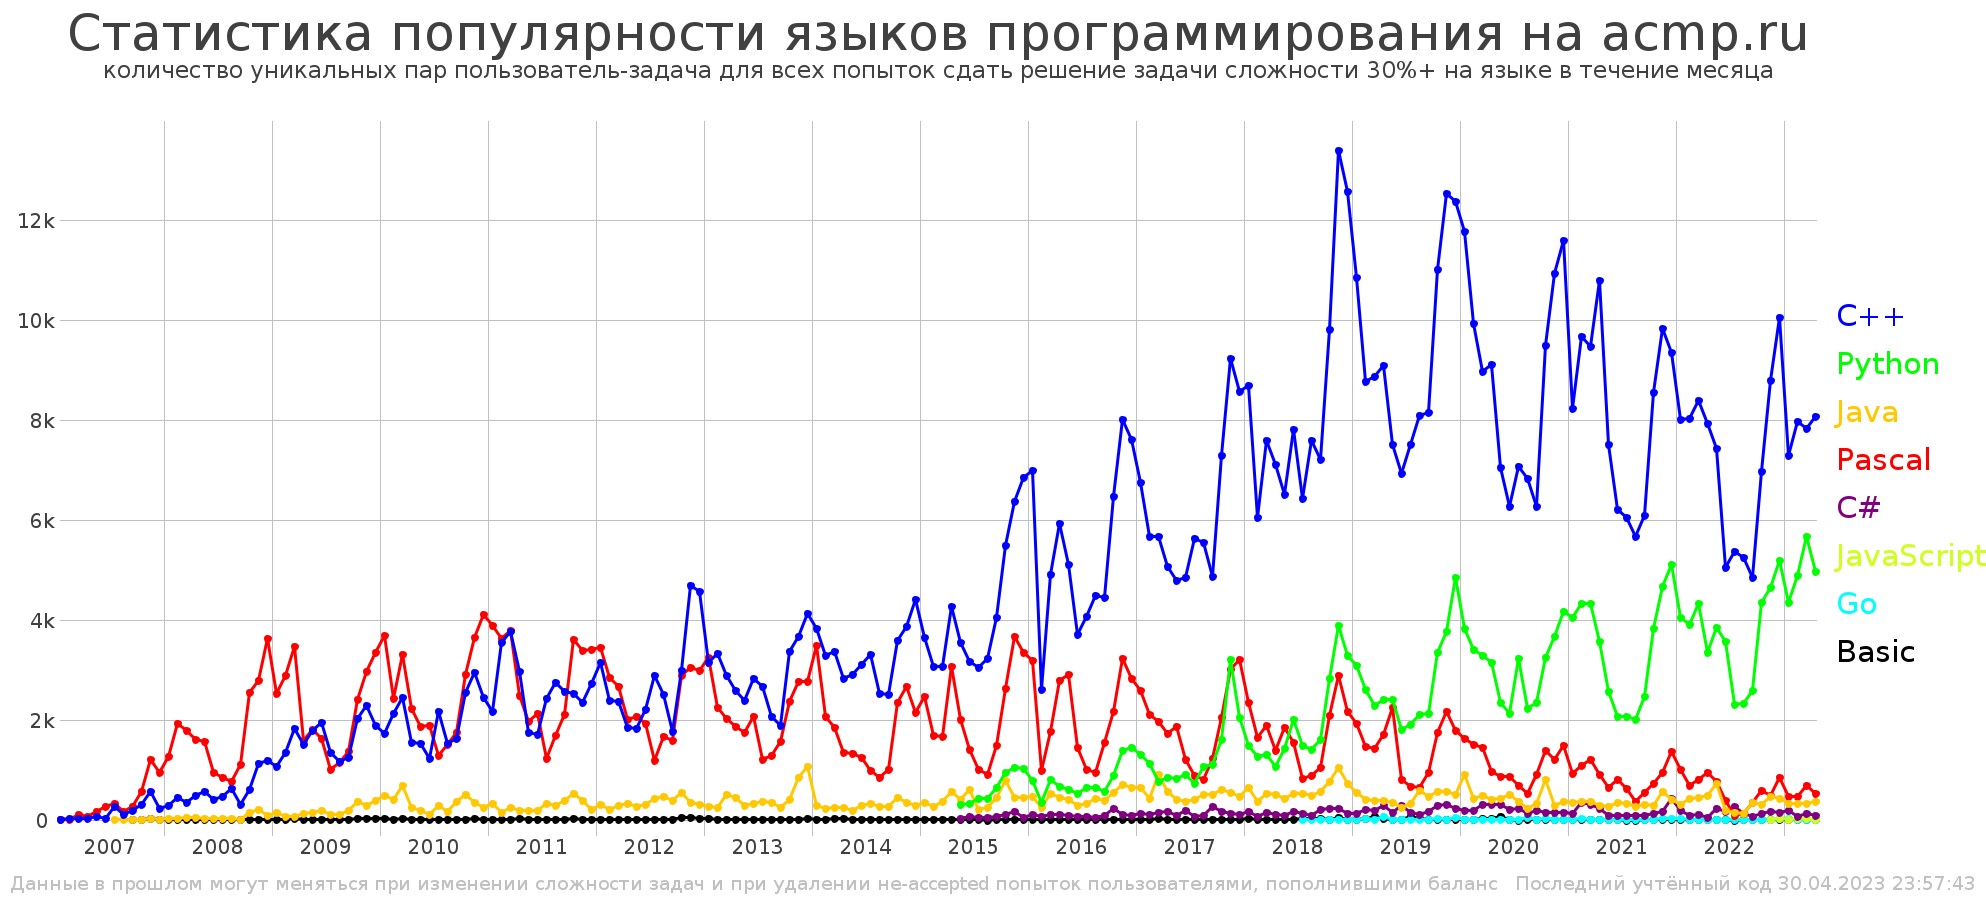 Статистика популярности языков программирования на acmp.ru
количество уникальных пар пользователь-задача для всех попыток сдать решение задачи сложности 30%+ на языке в течение месяца
12k
10k
8k
6k
4k
2k
0
C++
Python
Java
Pascal
C#
JavaScript
Go
Basic
2007 2008 2009 2010 2011 2012 2013 2014 2015 2016 2017 2018 2019 2020 2021 2022
Данные в прошлом могут меняться при изменении сложности задач и при удалении не-accepted попыток пользователями, пополнившими баланс Последний учтённый код 30.04.2023 23:57:43